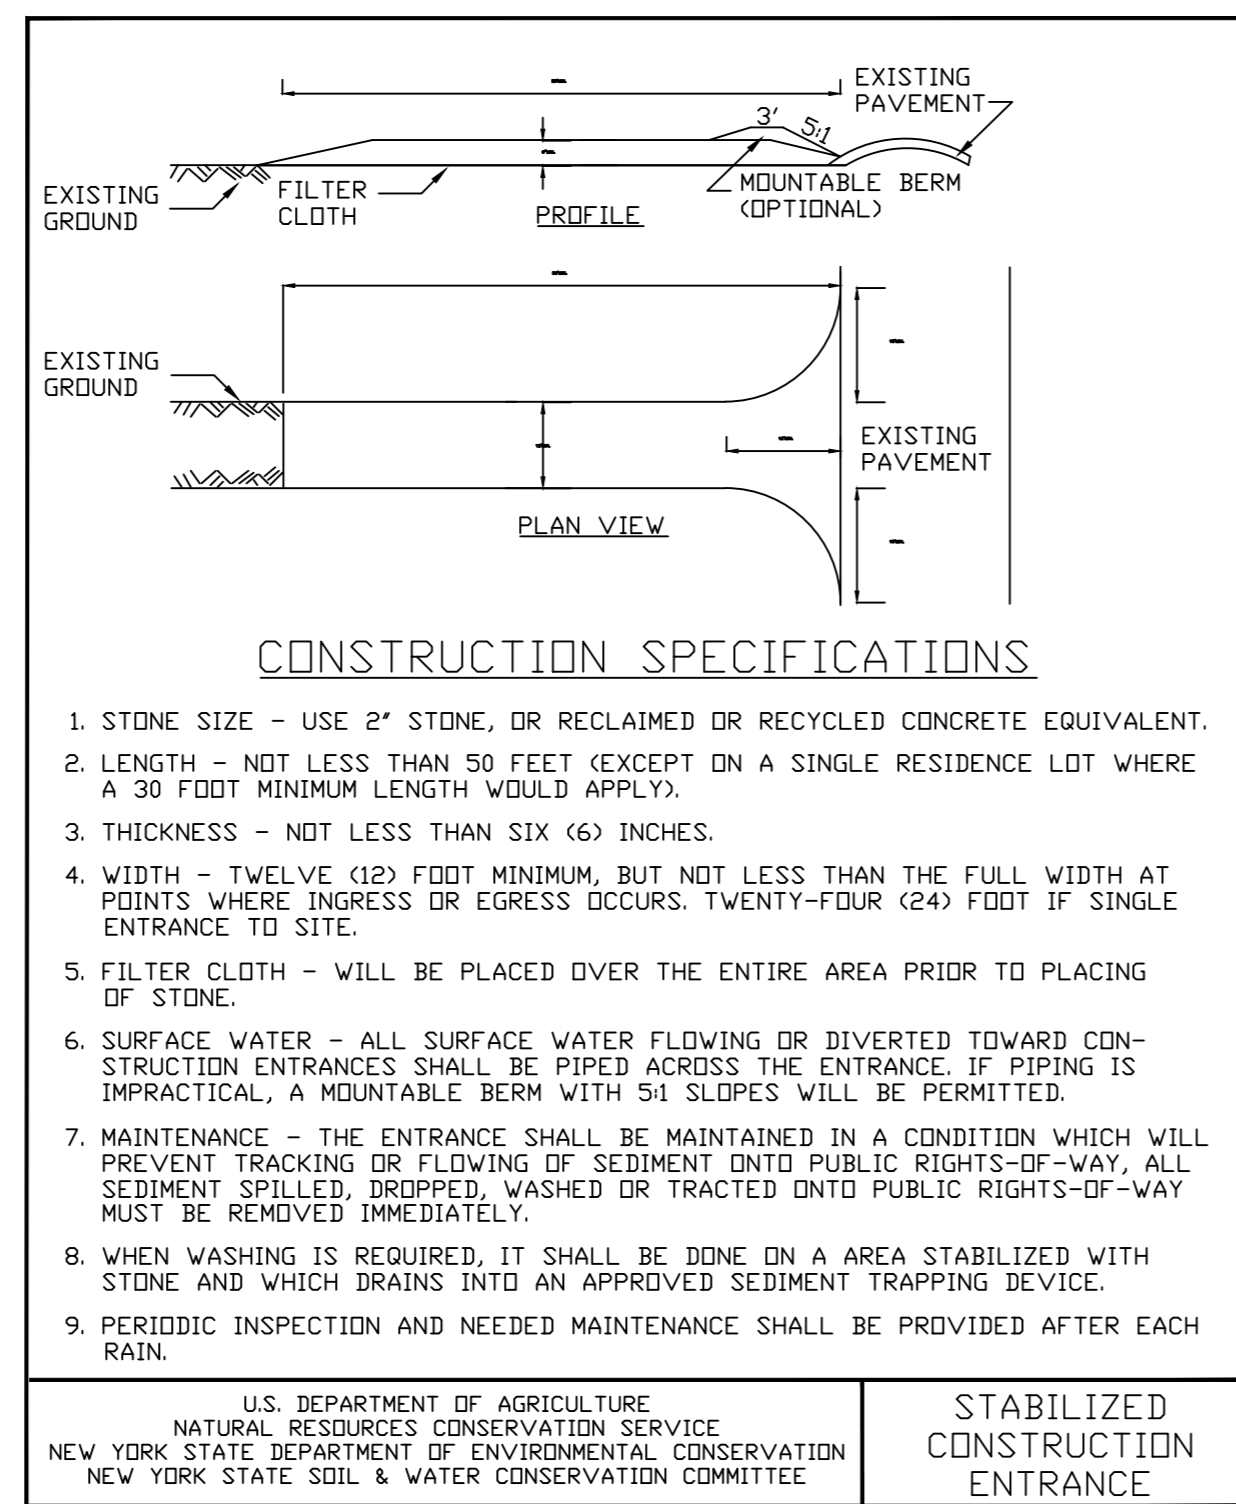 EXISTING
PAVEMENT
3'
5:1
EXISTING
GROUND
FILTER
CLOTH
PROFILE
MOUNTABLE BERM
(OPTIONAL)
EXISTING
GROUND
EXISTING
PAVEMENT
PLAN VIEW
CONSTRUCTION SPECIFICATIONS
1. STONE SIZE - USE 2" STONE, OR RECLAIMED OR RECYCLED CONCRETE EQUIVALENT.
2. LENGTH - NOT LESS THAN 50 FEET (EXCEPT ON A SINGLE RESIDENCE LOT WHERE
A 30 FOOT MINIMUM LENGTH WOULD APPLY).
3. THICKNESS - NOT LESS THAN SIX (6) INCHES.
4. WIDTH - TWELVE (12) FOOT MINIMUM, BUT NOT LESS THAN THE FULL WIDTH AT
POINTS WHERE INGRESS OR EGRESS OCCURS. TWENTY-FOUR (24) FOOT IF SINGLE
ENTRANCE TO SITE.
5. FILTER CLOTH - WILL BE PLACED OVER THE ENTIRE AREA PRIOR TO PLACING
OF STONE.
6. SURFACE WATER - ALL SURFACE WATER FLOWING OR DIVERTED TOWARD CON-
STRUCTION ENTRANCES SHALL BE PIPED ACROSS THE ENTRANCE. IF PIPING IS
IMPRACTICAL, A MOUNTABLE BERM WITH 5:1 SLOPES WILL BE PERMITTED.
7. MAINTENANCE - THE ENTRANCE SHALL BE MAINTAINED IN A CONDITION WHICH WILL
PREVENT TRACKING OR FLOWING OF SEDIMENT ONTO PUBLIC RIGHTS-OF-WAY, ALL
SEDIMENT SPILLED, DROPPED, WASHED OR TRACTED ONTO PUBLIC RIGHTS-OF-WAY
MUST BE REMOVED IMMEDIATELY.
8. WHEN WASHING IS REQUIRED, IT SHALL BE DONE ON A AREA STABILIZED WITH
STONE AND WHICH DRAINS INTO AN APPROVED SEDIMENT TRAPPING DEVICE.
9. PERIODIC INSPECTION AND NEEDED MAINTENANCE SHALL BE PROVIDED AFTER EACH
RAIN.
U.S. DEPARTMENT OF AGRICULTURE
NATURAL RESOURCES CONSERVATION SERVICE
NEW YORK STATE DEPARTMENT OF ENVIRONMENTAL CONSERVATION
NEW YORK STATE SOIL & WATER CONSERVATION COMMITTEE
STABILIZED
CONSTRUCTION
ENTRANCE